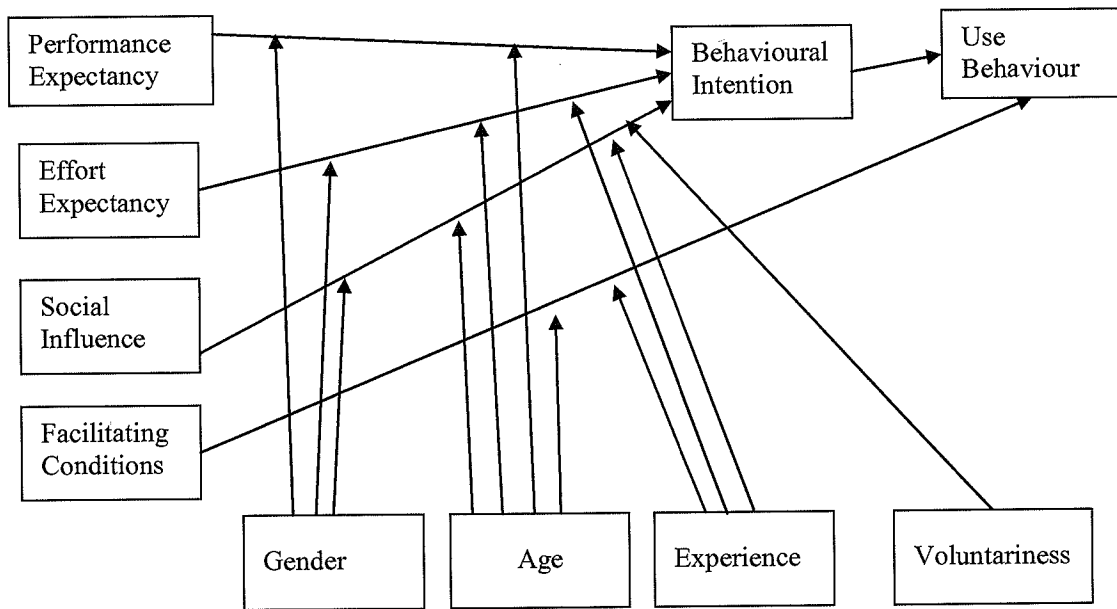 Performance
Expectancy
Behavioural
Intention
Use
Behaviour
Effort
Expectancy
Social
Influence
Facilitating
Conditions
Gender
Age
Experience
Voluntariness